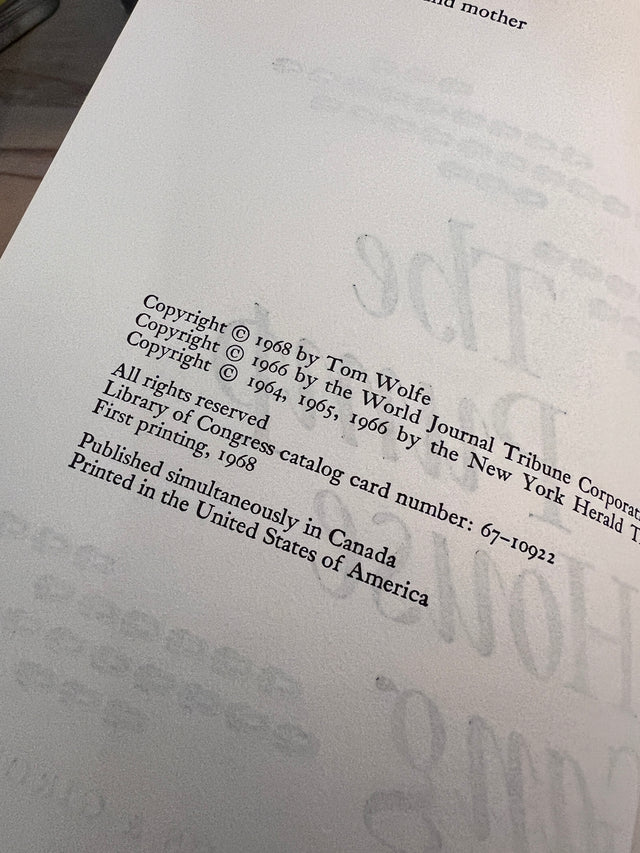 mother
Copyright © 1968 by Tom Wolfe
Copyright © 1966 by the World Journal Tribune
Copyright © 1964, 1965, 1966 by the New York Herald
All rights reserved
Library of Congress catalog card number: 67-10922
First printing, 1968
Published simultaneously in Canada
Printed in the United States of America
The
House